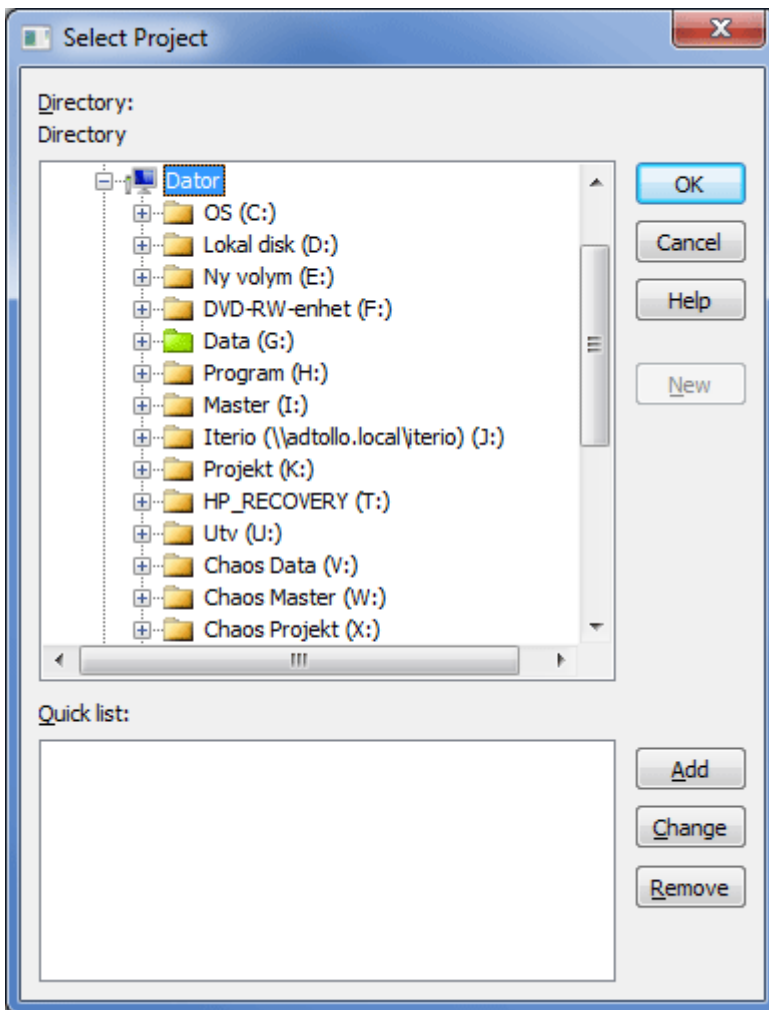 Select Project
Directory:
Directory
Dator
OS (C:)
Lokal disk (D:)
Ny volym (E:)
DVD-RW-enhet (F:)
Data (G:)
Program (H:)
Master (I:)
Iterio (\\adtollo.local\iterio) (J:)
Projekt (K:)
HP_RECOVERY (T:)
Utv (U:)
Chaos Data (V:)
Chaos Master (W:)
Chaos Projekt (X:)
OK
Cancel
Help
New
Quick list:
Add
Change
Remove